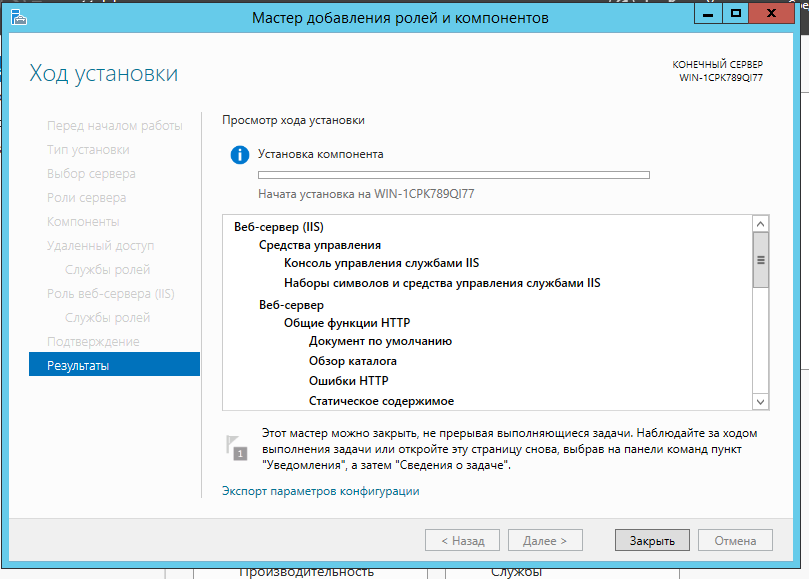 Мастер добавления ролей и компонентов
Ход установки
КОНЕЧНЫЙ СЕРВЕР
WIN-1CPK789QI77
Перед началом работы
Тип установки
Выбор сервера
Роли сервера
Компоненты
Удаленный доступ
Службы ролей
Роль веб-сервера (IIS)
Службы ролей
Подтверждение
Результаты
Просмотр хода установки
Установка компонента
Начата установка на WIN-1CPK789QI77
Веб-сервер (IIS)
Средства управления
Консоль управления службами IIS
Наборы символов и средства управления службами IIS
Веб-сервер
Общие функции HTTP
Документ по умолчанию
Обзор каталога
Ошибки HTTP
Статическое содержимое
1
Этот мастер можно закрыть, не прерывая выполняющиеся задачи. Наблюдайте за ходом
выполнения задачи или откройте эту страницу снова, выбрав на панели команд пункт
"Уведомления", а затем "Сведения о задаче".
Экспорт параметров конфигурации
< Назад
Далее >
Закрыть
Отмена
Производительность
Службы